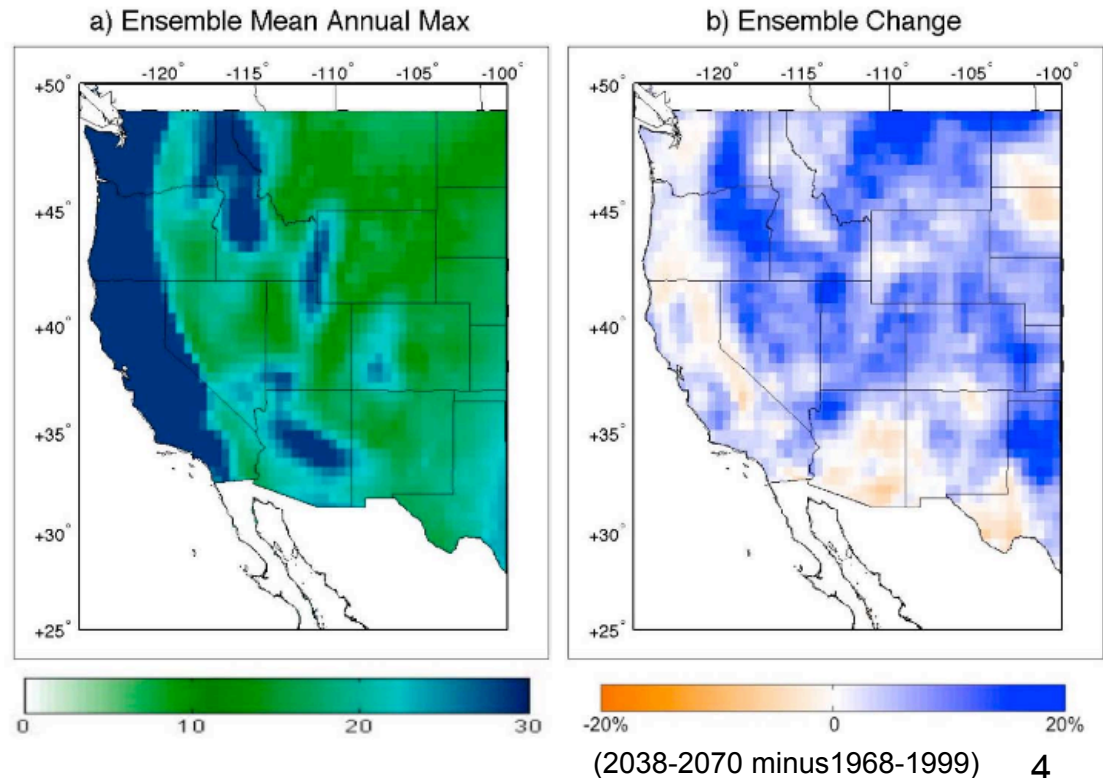 a) Ensemble Mean Annual Max
b) Ensemble Change
-120° -115° -110° -100°
-120° -115° -110° -100°
+50°
+45°
+40°
+35°
+30°
+25°
+50°
+45°
+40°
+35°
+30°
+25°
0 10 20 30
-20% 0 20%
(2038-2070 minus1968-1999) 4